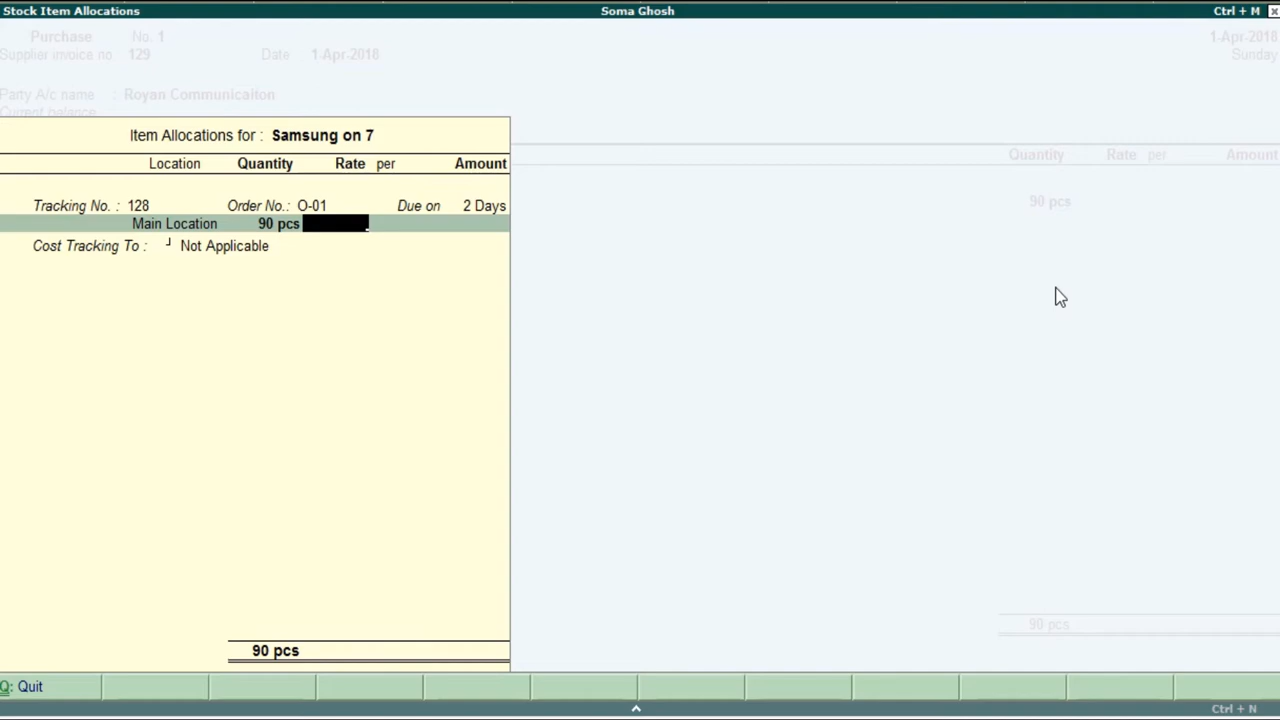 Stock Item Allocations Soma Ghosh Ctrl + M
Purchase No. 1 1-Apr-2018
Supplier invoice no 129 Date 1-Apr-2018 Sunday
Party A/c name : Royan Communicaiton
Current balance
Item Allocations for : Samsung on 7
Location Quantity Rate per Amount
Quantity Rate per Amount
Tracking No. : 128 Order No.: O-01 Due on 2 Days
90 pcs
Main Location 90 pcs
Cost Tracking To : ┘ Not Applicable
90 pcs
90 pcs
Q: Quit
Ctrl + N